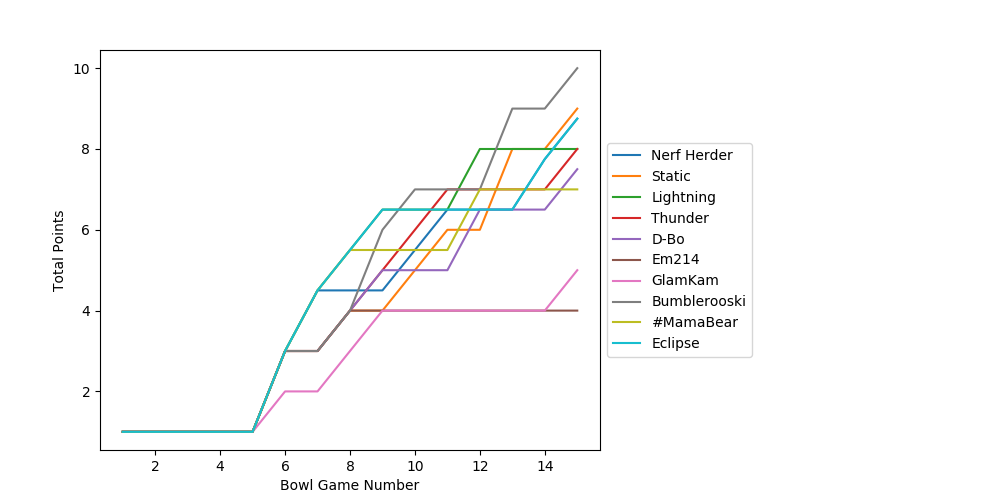 10
8
6
4
2
Total Points
2 4 6 8 10 12 14
Bowl Game Number
Nerf Herder
Static
Lightning
Thunder
D-Bo
Em214
GlamKam
Bumblerooski
#MamaBear
Eclipse